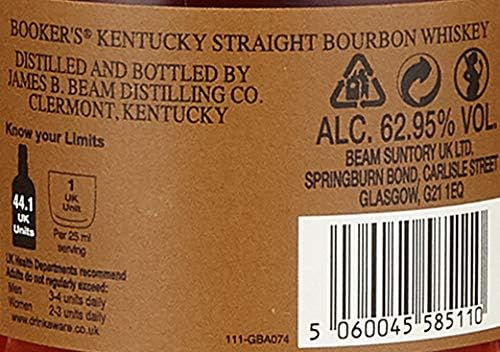 BOOKER'S® KENTUCKY STRAIGHT BOURBON WHISKEY
DISTILLED AND BOTTLED BY
JAMES B. BEAM DISTILLING CO.
CLERMONT, KENTUCKY
Know your Limits
44.1
UK
Units
1
UK
Unit
Per 25 ml
serving
UK Health Departments recommend
Adults do not regularly exceed:
Men 3-4 units daily
Women 2-3 units daily
www.drinkaware.co.uk
ALC. 62.95% VOL.
BEAM SUNTORY UK LTD,
SPRINGBURN BOND, CARLISLE STREET
GLASGOW, G21 1EQ
111-GBA074
5 060045 585110